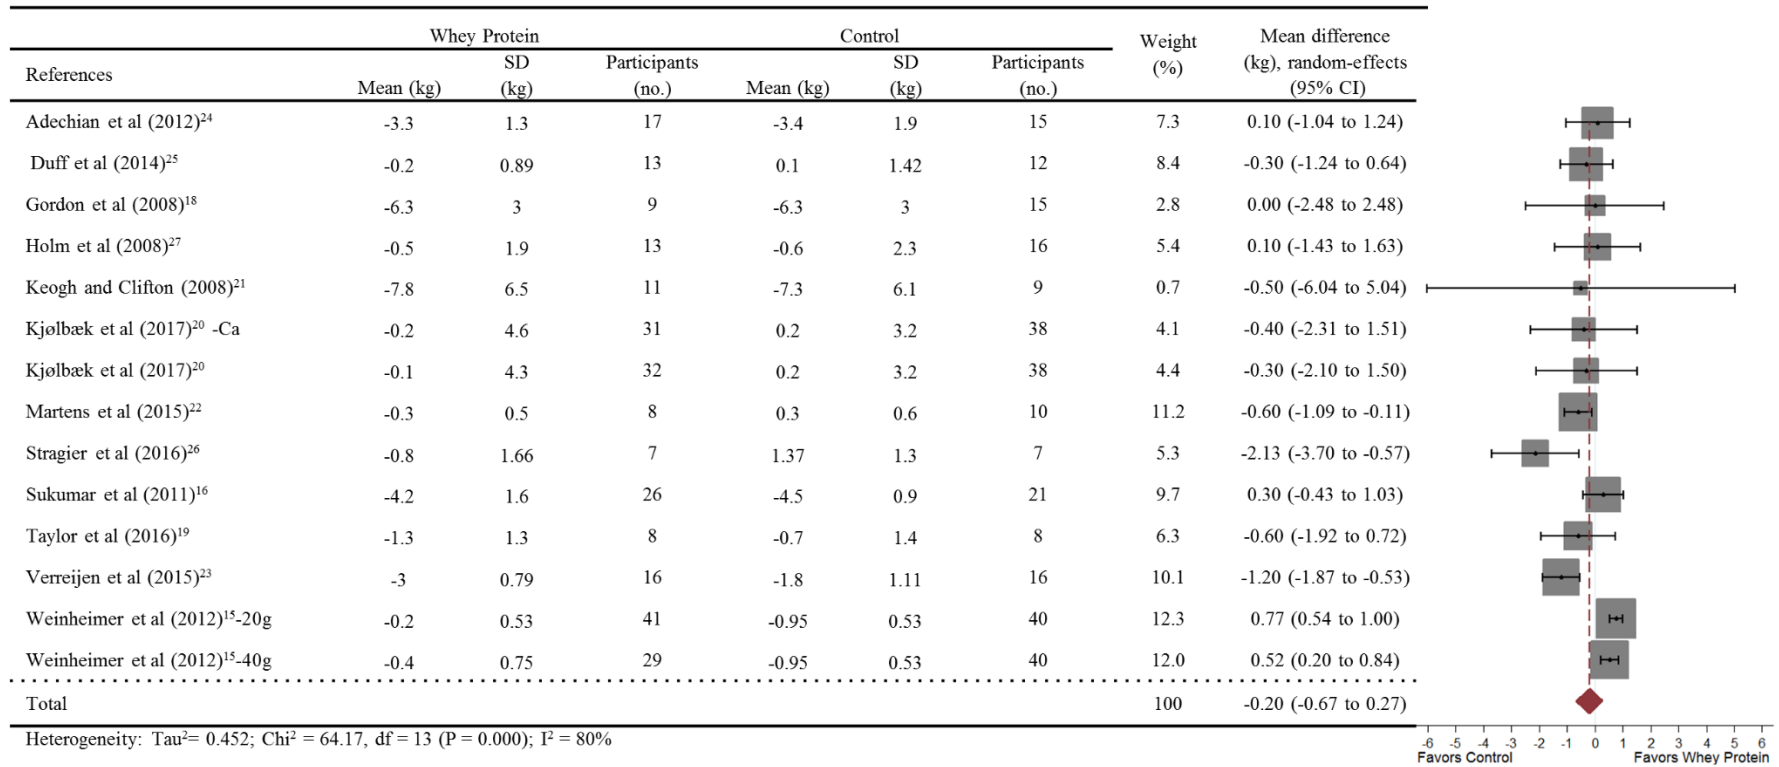 Whey Protein Control Weight (%) Mean difference (kg), random-effects (95% CI)
References Mean (kg) SD (kg) Participants (no.) Mean (kg) SD (kg) Participants (no.)
Adechian et al (2012)24 -3.3 1.3 17 -3.4 1.9 15 7.3 0.10 (-1.04 to 1.24)
Duff et al (2014)25 -0.2 0.89 13 0.1 1.42 12 8.4 -0.30 (-1.24 to 0.64)
Gordon et al (2008)18 -6.3 3 9 -6.3 3 15 2.8 0.00 (-2.48 to 2.48)
Holm et al (2008)27 -0.5 1.9 13 -0.6 2.3 16 5.4 0.10 (-1.43 to 1.63)
Keogh and Clifton (2008)21 -7.8 6.5 11 -7.3 6.1 9 0.7 -0.50 (-6.04 to 5.04)
Kjølbæk et al (2017)20 -Ca -0.2 4.6 31 0.2 3.2 38 4.1 -0.40 (-2.31 to 1.51)
Kjølbæk et al (2017)20 -0.1 4.3 32 0.2 3.2 38 4.4 -0.30 (-2.10 to 1.50)
Martens et al (2015)22 -0.3 0.5 8 0.3 0.6 10 11.2 -0.60 (-1.09 to -0.11)
Stragier et al (2016)26 -0.8 1.66 7 1.37 1.3 7 5.3 -2.13 (-3.70 to -0.57)
Sukumar et al (2011)16 -4.2 1.6 26 -4.5 0.9 21 9.7 0.30 (-0.43 to 1.03)
Taylor et al (2016)19 -1.3 1.3 8 -0.7 1.4 8 6.3 -0.60 (-1.92 to 0.72)
Verreijen et al (2015)23 -3 0.79 16 -1.8 1.11 16 10.1 -1.20 (-1.87 to -0.53)
Weinheimer et al (2012)15-20g -0.2 0.53 41 -0.95 0.53 40 12.3 0.77 (0.54 to 1.00)
Weinheimer et al (2012)15-40g -0.4 0.75 29 -0.95 0.53 40 12.0 0.52 (0.20 to 0.84)
Total 100 -0.20 (-0.67 to 0.27)
Heterogeneity: Tau2= 0.452; Chi2 = 64.17, df = 13 (P = 0.000); I2 = 80%
-6 -5 -4 -3 -2 -1 0 1 2 3 4 5 6
Favors Control Favors Whey Protein